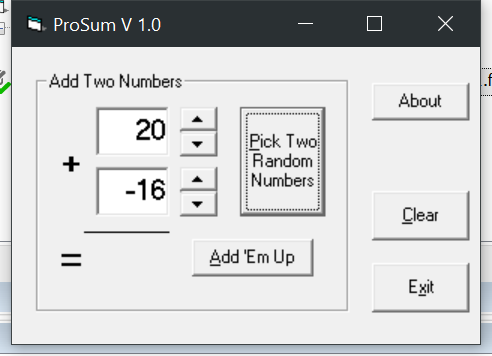 ProSum V 1.0
Add Two Numbers
About
20
+
-16
Pick Two
Random
Numbers
Clear
=
Add 'Em Up
Exit